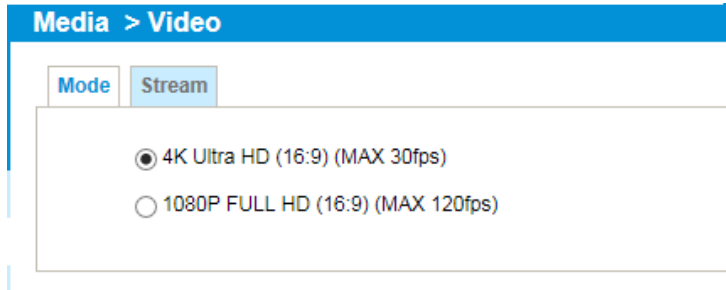 Media > Video
Mode Stream
4K Ultra HD (16:9) (MAX 30fps)
1080P FULL HD (16:9) (MAX 120fps)